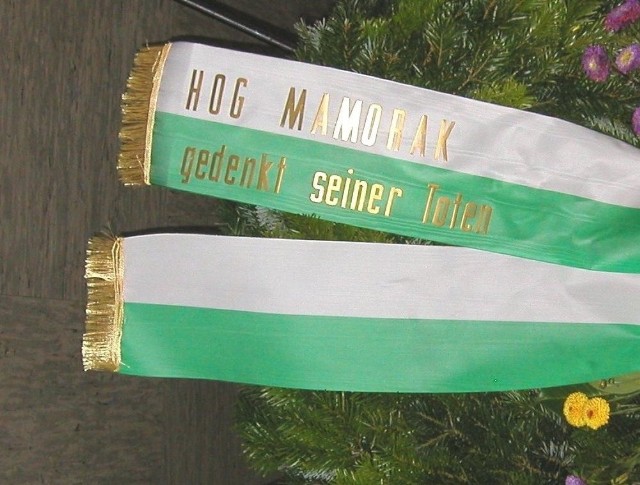 HOG MAMORAK
gedenkt seiner Toten